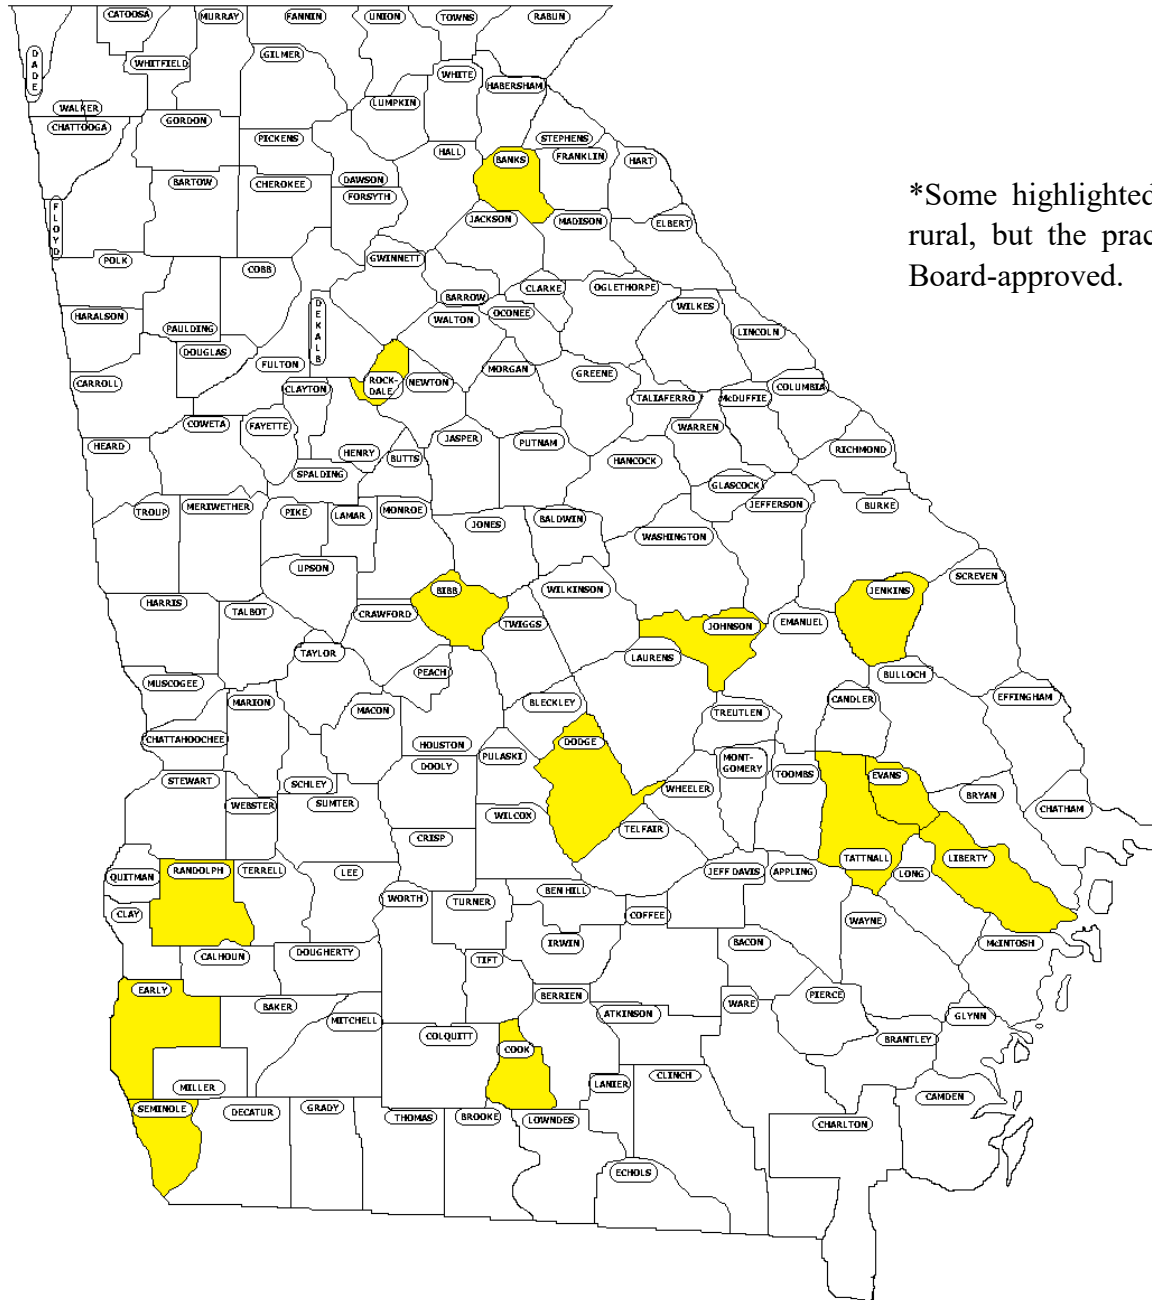 CATOOSA
MURRAY
FANNIN
UNION
TOWNS
RABUN
DADE
WHITFIELD
GILMER
WHITE
HABERSHAM
WALKER
CHATTOOGA
GORDON
LUMPKIN
PICKENS
HALL
STEPHENS
BANKS
FRANKLIN
HART
BARTOW
CHEROKEE
DAWSON
FORSYTH
*Some highlighted
rural, but the prac
Board-approved.
FLOYD
JACKSON
MADISON
ELBERT
POLK
COBB
GWINNETT
CLARKE
OGLETHORPE
BARROW
HARALSON
PAULDING
DEKALB
WALTON
OCONEE
WILKES
LINCOLN
DOUGLAS
FULTON
CARROLL
CLAYTON
ROCK-
DALE
NEWTON
MORGAN
GREENE
TALIAFERRO
McDUFFIE
COLUMBIA
COWETA
FAYETTE
WARREN
HEARD
HENRY
BUTTS
JASPER
PUTNAM
HANCOCK
RICHMOND
SPALDING
GLASCOCK
TROUP
MERIWETHER
PIKE
LAMAR
MONROE
JONES
BALDWIN
JEFFERSON
BURKE
WASHINGTON
UPSON
BIBB
WILKINSON
JENKINS
SCREVEN
HARRIS
TALBOT
CRAWFORD
TWIGGS
JOHNSON
EMANUEL
TAYLOR
PEACH
LAURENS
MUSCOGEE
MARION
MACON
BLECKLEY
TREUTLEN
CANDLER
BULLOCH
EFFINGHAM
CHATTAHOOCHEE
HOUSTON
PULASKI
DODGE
MONT-
GOMERY
STEWART
SCHLEY
DOOLY
WHEELER
TOOMBS
EVANS
BRYAN
WEBSTER
SUMTER
WILCOX
TELFAIR
CHATHAM
CRISP
QUITMAN
RANDOLPH
TERRELL
LEE
JEFF DAVIS
APPLING
TATTNALL
LONG
LIBERTY
CLAY
WORTH
TURNER
BEN HILL
COFFEE
WAYNE
CALHOUN
DOUGHERTY
TIFT
IRWIN
BACON
McINTOSH
EARLY
BAKER
MITCHELL
BERRIEN
ATKINSON
WARE
PIERCE
GLYNN
COLQUITT
COOK
BRANTLEY
MILLER
LANIER
CLINCH
CAMDEN
SEMINOLE
DECATUR
GRADY
THOMAS
BROOKE
LOWNDES
CHARLTON
ECHOLS